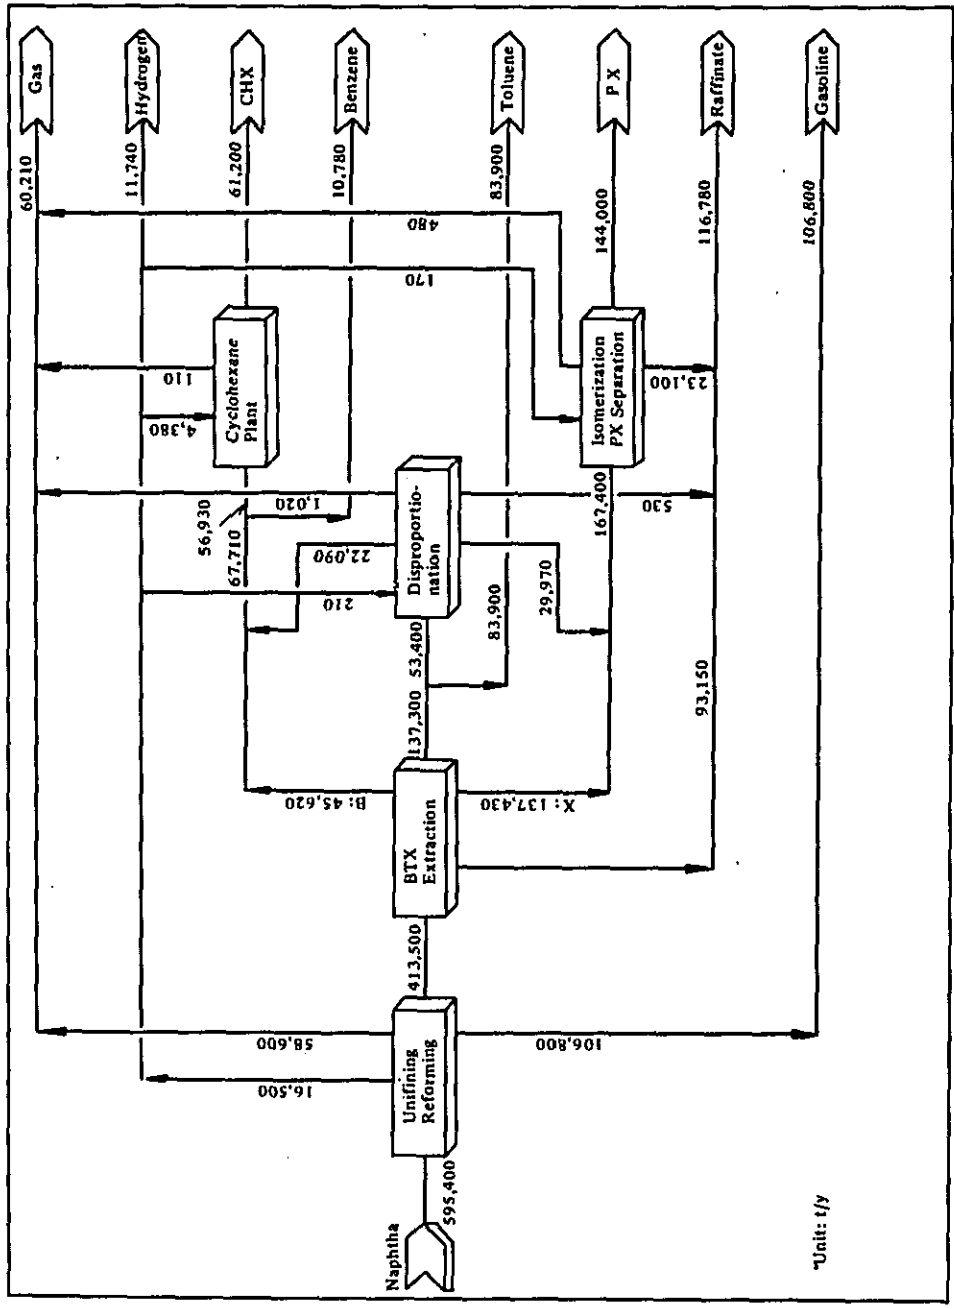 Gas
Hydrogen
CHX
Benzene
Toluene
PX
Raffinate
Gasoline
60,210
11,740
61,200
10,780
83,900
144,000
116,780
106,800
480
170
110
4,380
Cyclohexane
Plant
Isomerization
PX Separation
23,100
56,930
67,710
1,020
22,090
210
Disproportio-
nation
530
167,400
29,970
53,400
83,900
137,300
93,150
B: 45,620
X: 137,430
BTX
Extraction
413,500
58,600
16,500
106,800
Unifining
Reforming
595,400
Naphtha
*Unit: t/y